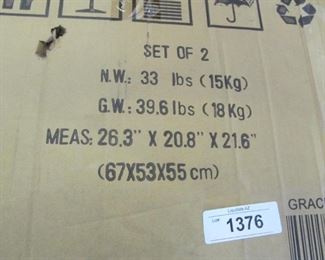 SET OF 2
N.W.: 33 lbs (15Kg)
G.W.: 39.6 lbs (18 Kg)
MEAS: 26.3" X 20.8" X 21.6"
(67X53X55 cm)
Lot#
1376
GRAC